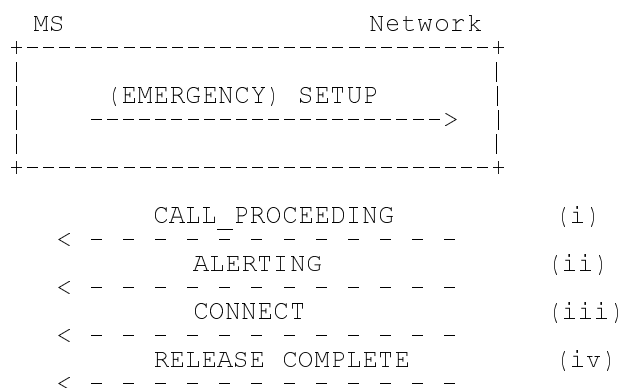 MS Network
(EMERGENCY) SETUP
CALL_PROCEEDING (i)
ALERTING (ii)
CONNECT (iii)
RELEASE COMPLETE (iv)